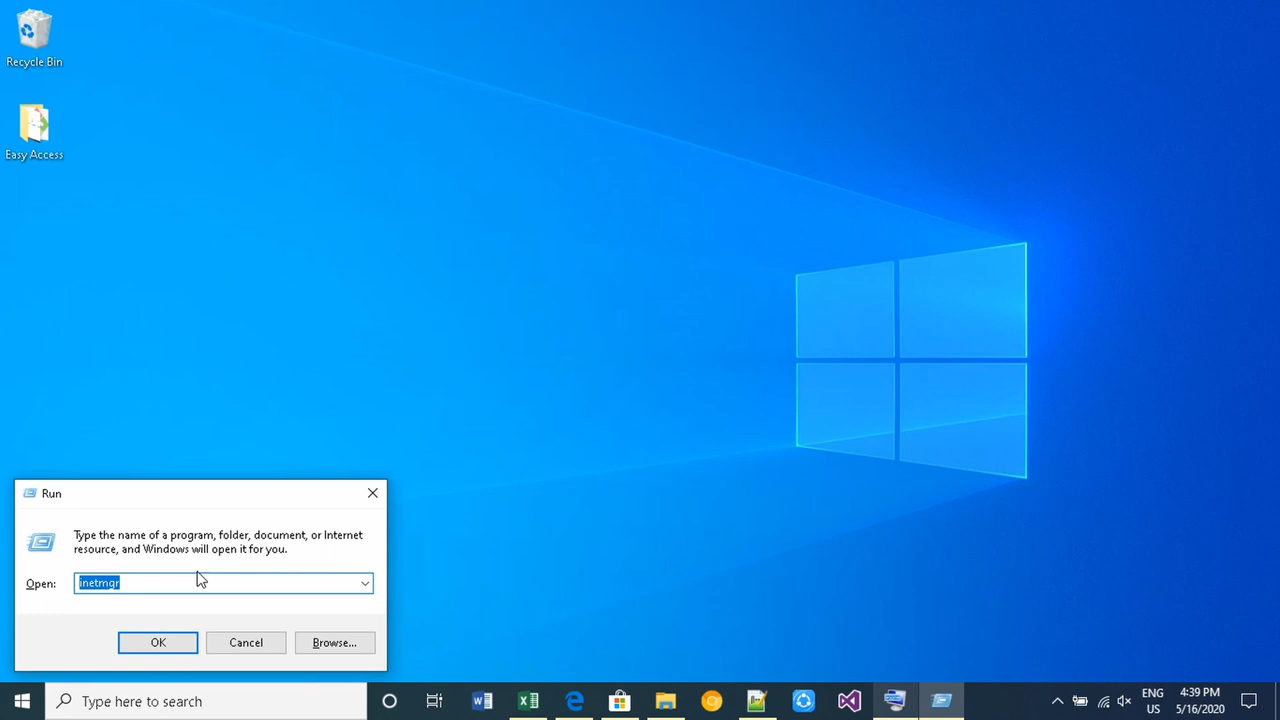 Recycle Bin
Easy Access
Run
Type the name of a program, folder, document, or Internet
resource, and Windows will open it for you.
Open:
inetmgr
OK
Cancel
Browse...
Type here to search
ENG
US
4:39 PM
5/16/2020